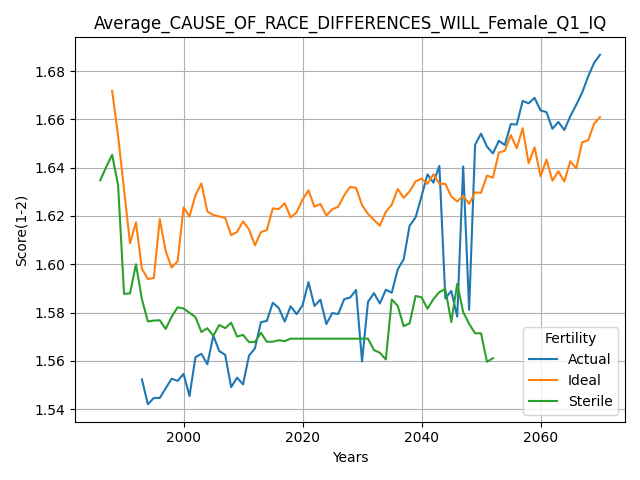 Average_CAUSE_OF_RACE_DIFFERENCES_WILL_Female_Q1_IQ
Score(1-2)
1.68
1.66
1.64
1.62
1.60
1.58
1.56
1.54
Fertility
Actual
Ideal
Sterile
2000
2020
2040
2060
Years